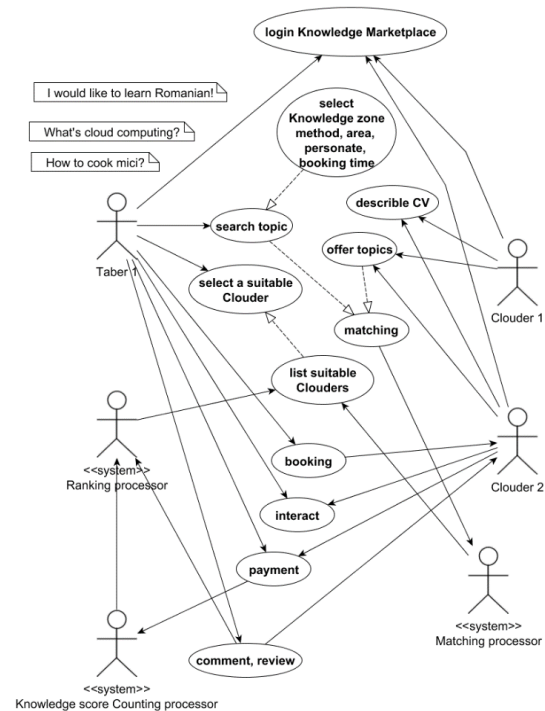 login Knowledge Marketplace
I would like to learn Romanian!
What's cloud computing?
How to cook mici?
select
Knowledge zone
method, area,
personate,
booking time
describle CV
search topic
offer topics
Taber 1
select a suitable
Clouder
Clouder 1
matching
list suitable
Clouders
<<system>>
Ranking processor
booking
Clouder 2
interact
payment
<<system>>
Matching processor
comment, review
<<system>>
Knowledge score Counting processor